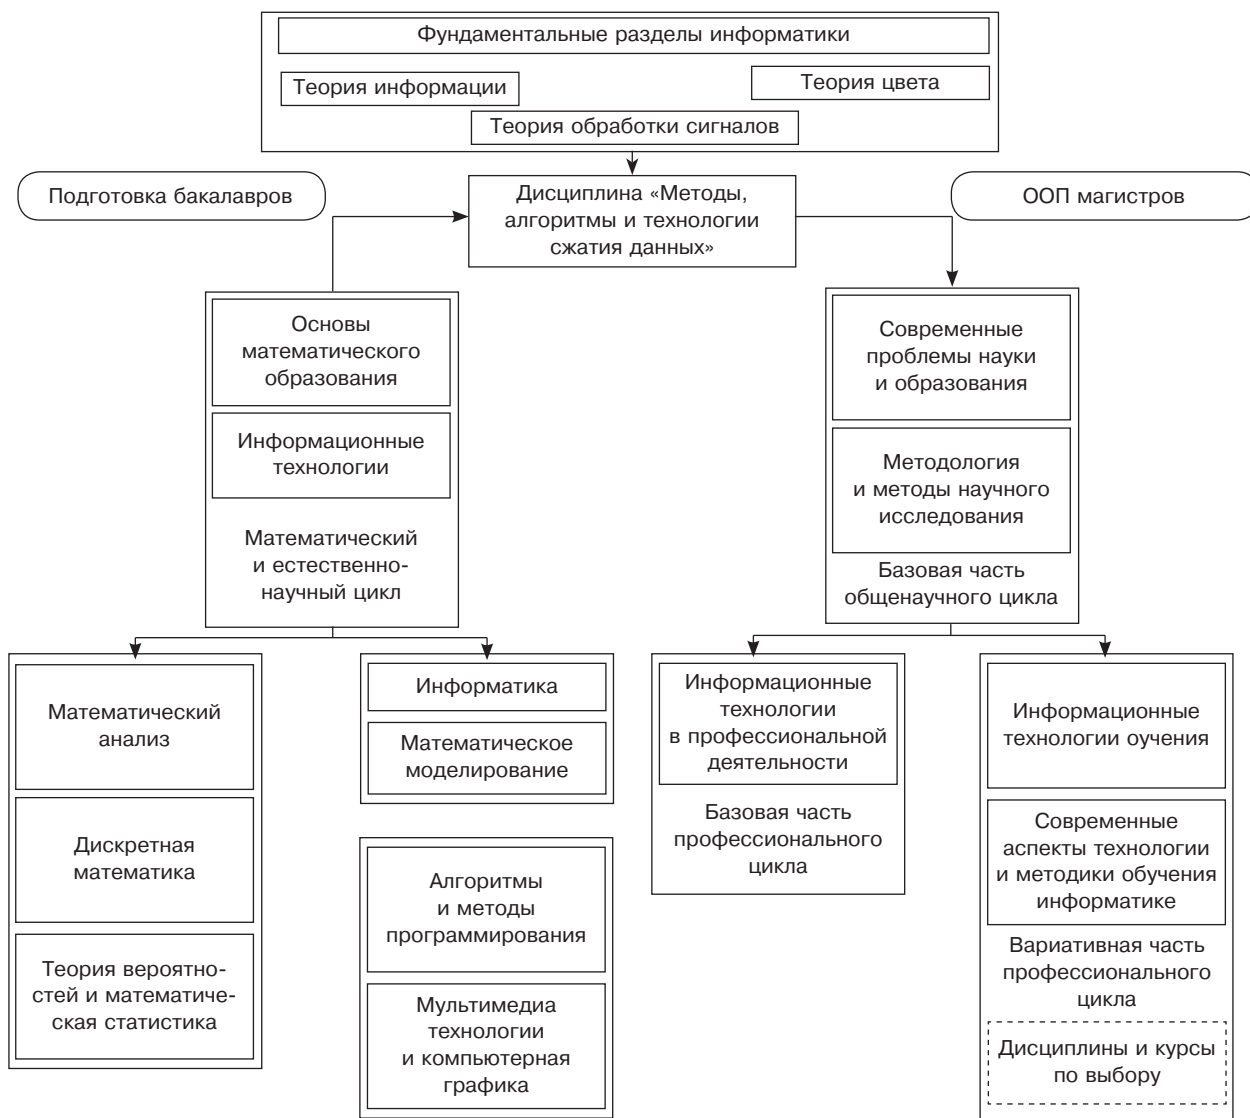 Фундаментальные разделы информатики
Теория информации
Теория цвета
Теория обработки сигналов
Подготовка бакалавров
Дисциплина «Методы,
алгоритмы и технологии
сжатия данных»
ООП магистров
Основы
математического
образования
Информационные
технологии
Математический
и естественно-
научный цикл
Современные
проблемы науки
и образования
Методология
и методы научного
исследования
Базовая часть
общенаучного цикла
Математический
анализ
Дискретная
математика
Теория вероятно-
стей и математиче-
ская статистика
Информатика
Математическое
моделирование
Алгоритмы
и методы
программирования
Мультимедиа
технологии
и компьютерная
графика
Информационные
технологии
в профессиональной
деятельности
Базовая часть
профессионального
цикла
Информационные
технологии оучения
Современные
аспекты технологии
и методики обучения
информатике
Вариативная часть
профессионального
цикла
Дисциплины и курсы
по выбору